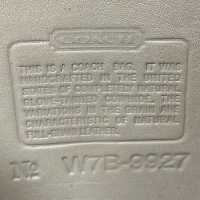 COACH
THIS IS A COACH BAG. IT WAS
HANDCRAFTED IN THE UNITED
STATES OF COMPLETELY NATURAL
GLOVE-TANNED COWHIDE. THE
VARIATIONS IN THE GRAIN ARE
CHARACTERISTIC OF NATURAL
FULL-GRAIN LEATHER.
No W7B-9927